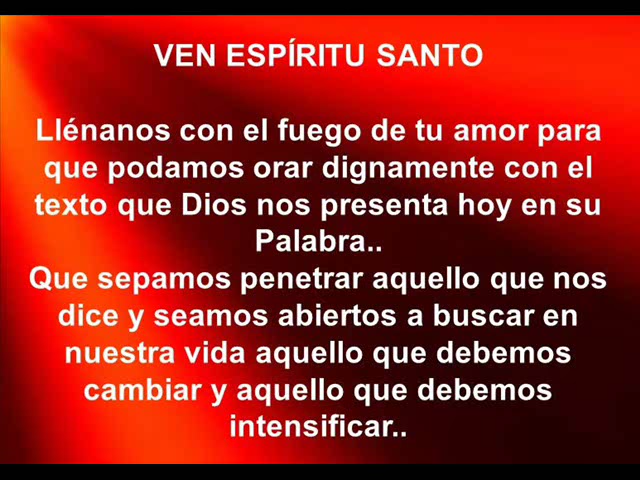 VEN ESPÍRITU SANTO
Llénanos con el fuego de tu amor para
que podamos orar dignamente con el
texto que Dios nos presenta hoy en su
Palabra..
Que sepamos penetrar aquello que nos
dice y seamos abiertos a buscar en
nuestra vida aquello que debemos
cambiar y aquello que debemos
intensificar..